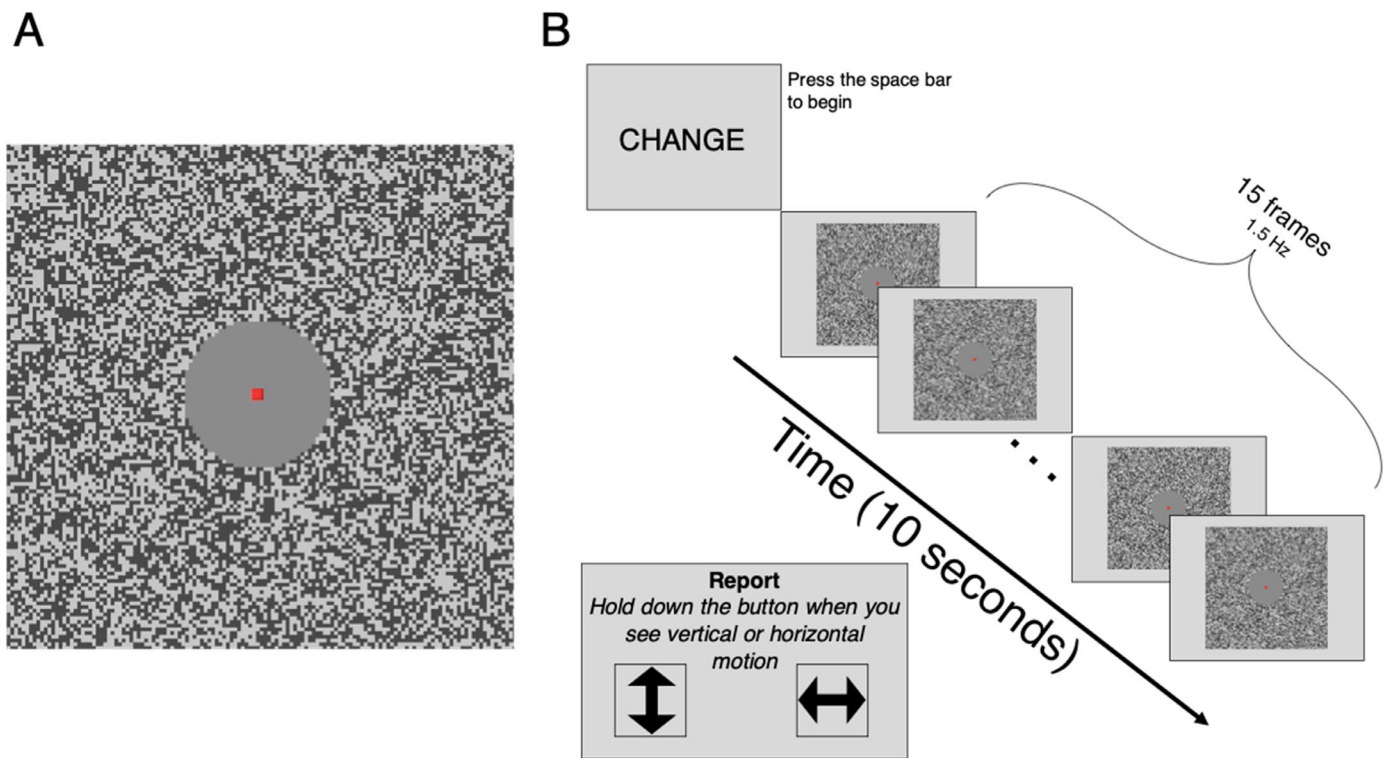 A
B
Press the space bar
to begin
CHANGE
15 frames
1.5 Hz
Time (10 seconds)
Report
Hold down the button when you
see vertical or horizontal
motion